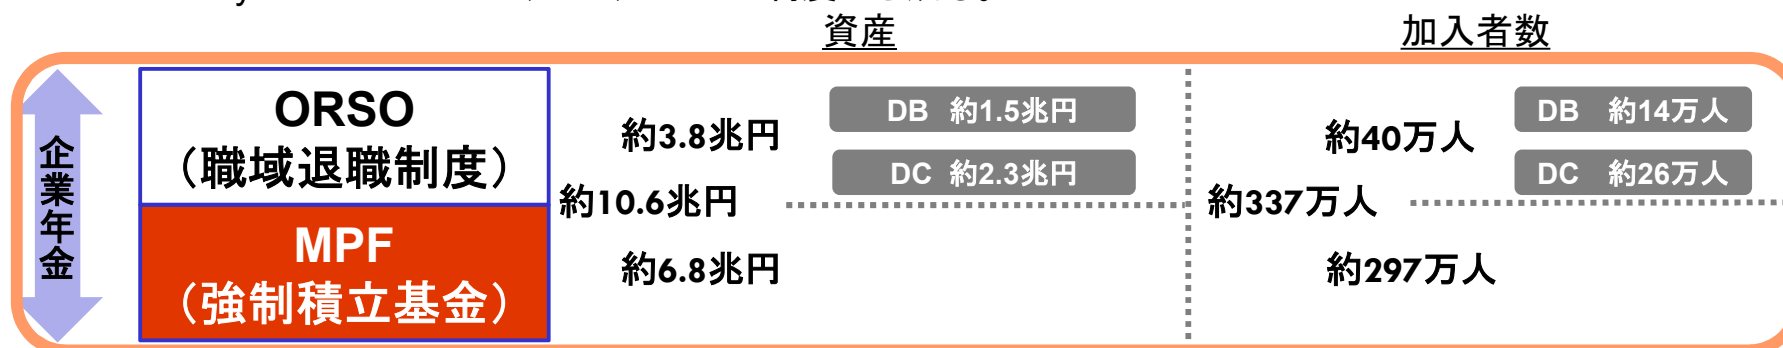 資産 加入者数
企業年金
ORSO
（職域退職制度）
約3.8兆円
DB 約1.5兆円
DC 約2.3兆円
約40万人
DB 約14万人
DC 約26万人
約10.6兆円
約337万人
MPF
（強制積立基金）
約6.8兆円
約297万人